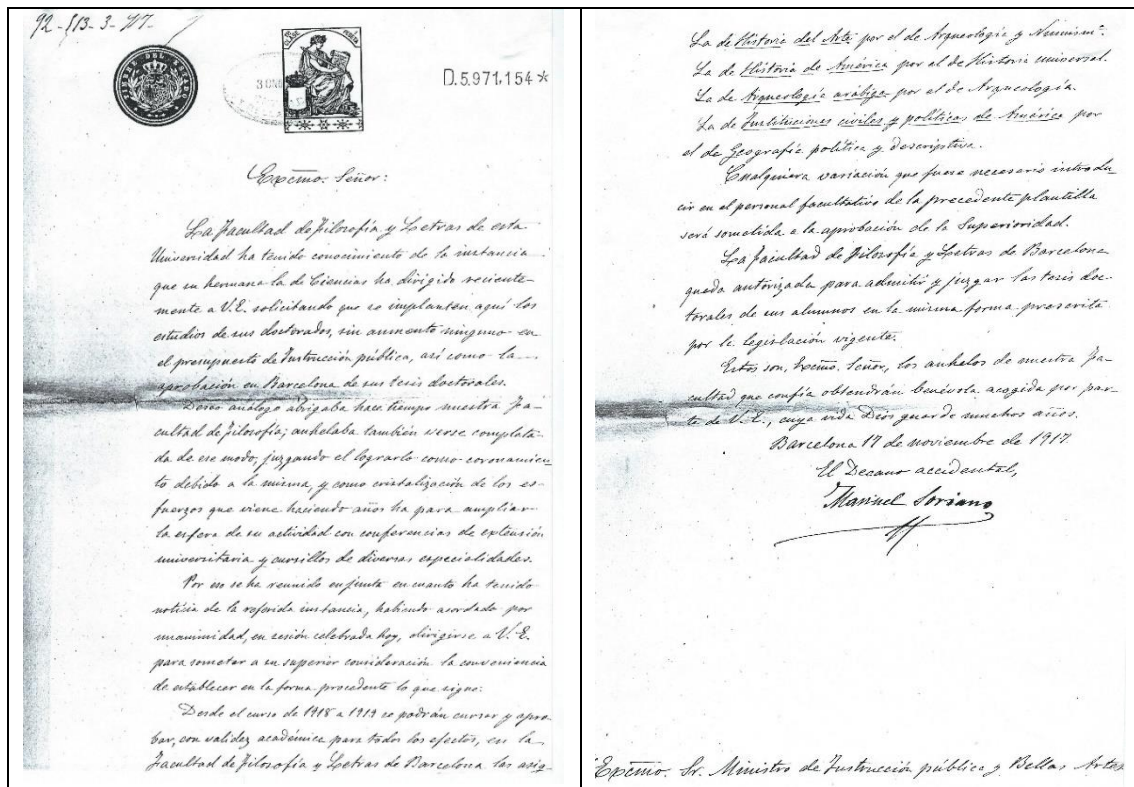 92-513-3-717.
TIMBRE DEL ESTADO
D.5.971.154*
Excmo. Señor:
La Facultad de Filosofía y Letras de esta
Universidad ha tenido conocimiento de la instancia
que su hermana la de Ciencias ha dirigido reciente-
mente a V.E. solicitando que se implanten aquí los
estudios de sus doctorados, sin aumento ninguno en
el presupuesto de Instrucción pública, así como la
aprobación en Barcelona de sus tesis doctorales.
Deseo análogo abrigaba hace tiempo nuestra Fa-
cultad de Filosofía; anhelaba también verse completa-
da de ese modo, juzgando el lograrlo como coronamien-
to debido a la misma, y como cristalización de los es-
fuerzos que viene haciendo años ha para ampliar
la esfera de su actividad con conferencias de extensión
universitaria y cursillos de diversas especialidades.
Por eso se ha reunido en junta en cuanto ha tenido
noticia de la referida instancia, habiendo acordado por
unanimidad, en sesión celebrada hoy, dirigirse a V.E.
para someter a su superior consideración la conveniencia
de establecer en la forma procedente lo que sigue:
Desde el curso de 1918 a 1919 se podrán cursar y apro-
bar, con validez académica para todos los efectos, en la
Facultad de Filosofía y Letras de Barcelona las asig-
La de Historia del Arte por el de Arqueología y Numism.ª
La de Historia de América por el de Historia universal.
La de Arqueología arábiga por el de Arqueología.
La de Instituciones civiles y políticas de América por
el de Geografía política y descriptiva.
Cualquiera variación que fuese necesario introdu-
cir en el personal facultativo de la precedente plantilla
será sometida a la aprobación de la Superioridad.
La facultad de Filosofía y Letras de Barcelona
queda autorizada para admitir y juzgar las tesis doc-
torales de sus alumnos en la misma forma prescrita
por la legislación vigente.
Estos son, Excmo. Señor, los anhelos de nuestra Fa-
cultad que confía obtendrán benévola acogida por par-
te de V.E., cuya vida Dios guarde muchos años.
Barcelona 17 de noviembre de 1917.
El Decano accidental,
Manuel Soriano
Excmo. Sr. Ministro de Instrucción pública y Bellas Artes